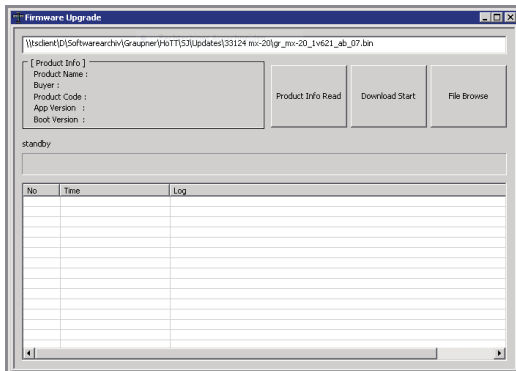 Firmware Upgrade
\\tsclient\D\Softwarearchiv\Graupner\HoTT\SJ\Updates\33124 mx-20\gr_mx-20_1v621_ab_07.bin
[ Product Info ]
Product Name :
Buyer :
Product Code :
App Version :
Boot Version :
Product Info Read
Download Start
File Browse
standby
No Time Log